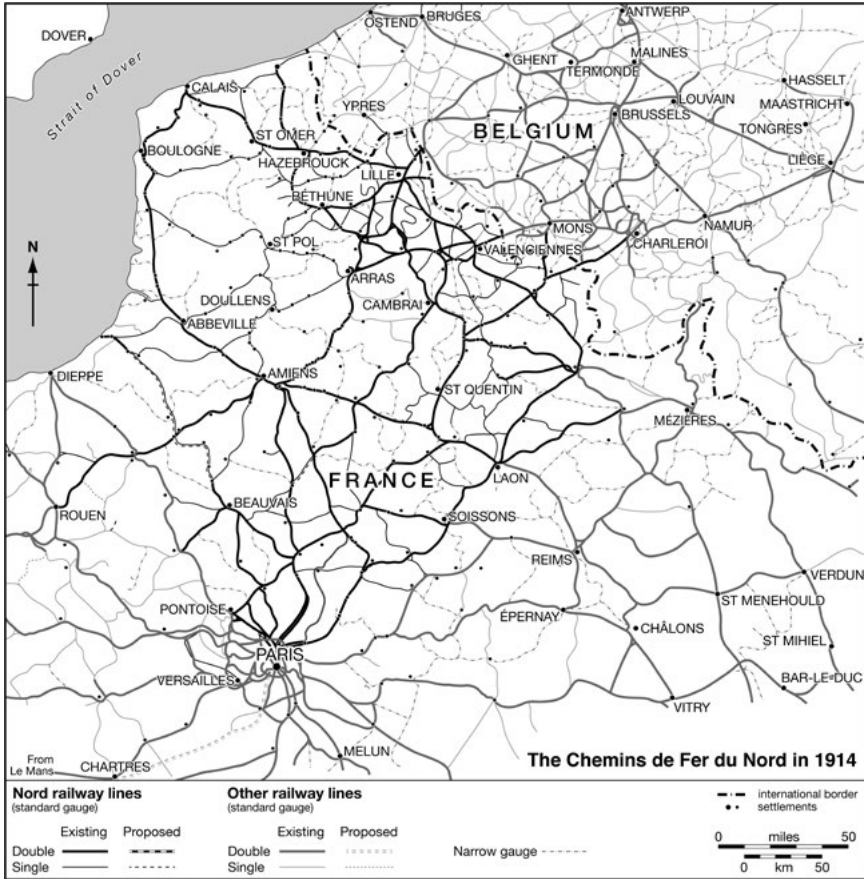 DOVER
Strait of Dover
OSTEND
BRUGES
ANTWERP
GHENT
TERMONDE
MALINES
HASSELT
CALAIS
YPRES
BELGIUM
BRUSSELS
LOUVAIN
MAASTRICHT
TONGRES
ST OMER
BOULOGNE
HAZEBROUCK
LILLE
LIÈGE
BÉTHUNE
MONS
NAMUR
ST POL
VALENCIENNES
CHARLEROI
N
ARRAS
DOULLENS
CAMBRAI
ABBEVILLE
DIEPPE
AMIENS
ST QUENTIN
MÉZIÈRES
FRANCE
LAON
BEAUVAIS
ROUEN
SOISSONS
REIMS
VERDUN
PONTOISE
ÉPERNAY
ST MENEHOULD
CHÂLONS
ST MIHIEL
PARIS
VERSAILLES
BAR-LE-DUC
VITRY
MELUN
From
Le Mans
CHARTRES
The Chemins de Fer du Nord in 1914
Nord railway lines
(standard gauge)
Existing Proposed
Double
Single
Other railway lines
(standard gauge)
Existing Proposed
Double
Single
Narrow gauge
international border
settlements
0 miles 50
0 km 50